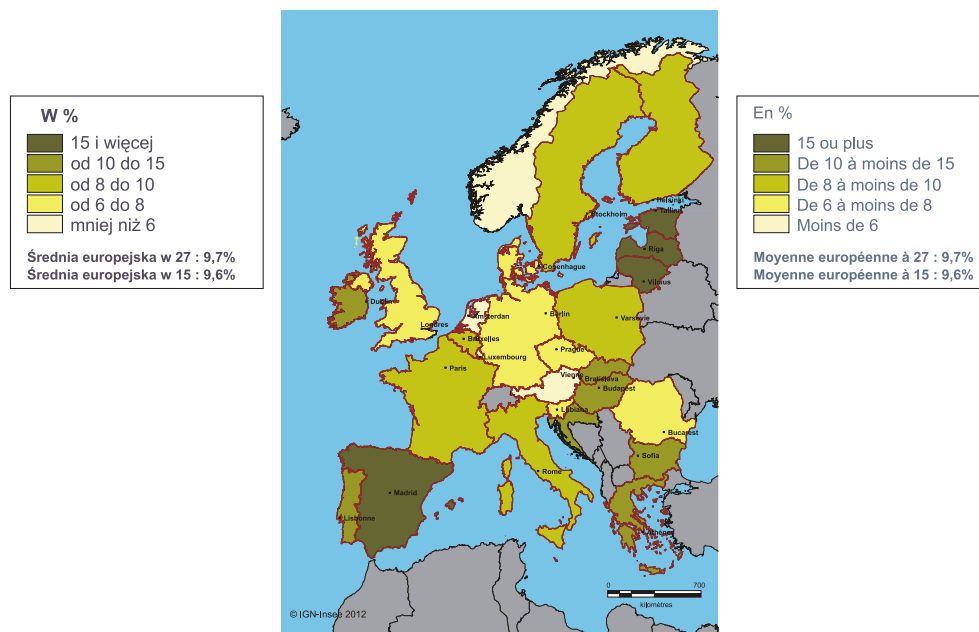 W %
15 i więcej
od 10 do 15
od 8 do 10
od 6 do 8
mniej niż 6
Średnia europejska w 27 : 9,7%
Średnia europejska w 15 : 9,6%
En %
15 ou plus
De 10 à moins de 15
De 8 à moins de 10
De 6 à moins de 8
Moins de 6
Moyenne européenne à 27 : 9,7%
Moyenne européenne à 15 : 9,6%
Helsinki
Tallinn
Stockholm
Riga
Copenhague
Vilnius
Dublin
Amsterdan
Berlin
Varsovie
Londres
Bruxelles
Prague
Luxembourg
Paris
Vienne
Bratislava
Budapest
Lubiana
Bucarest
Sofia
Rome
Madrid
Lisbonne
Athènes
0 700
kilomètres
© IGN-Insee 2012